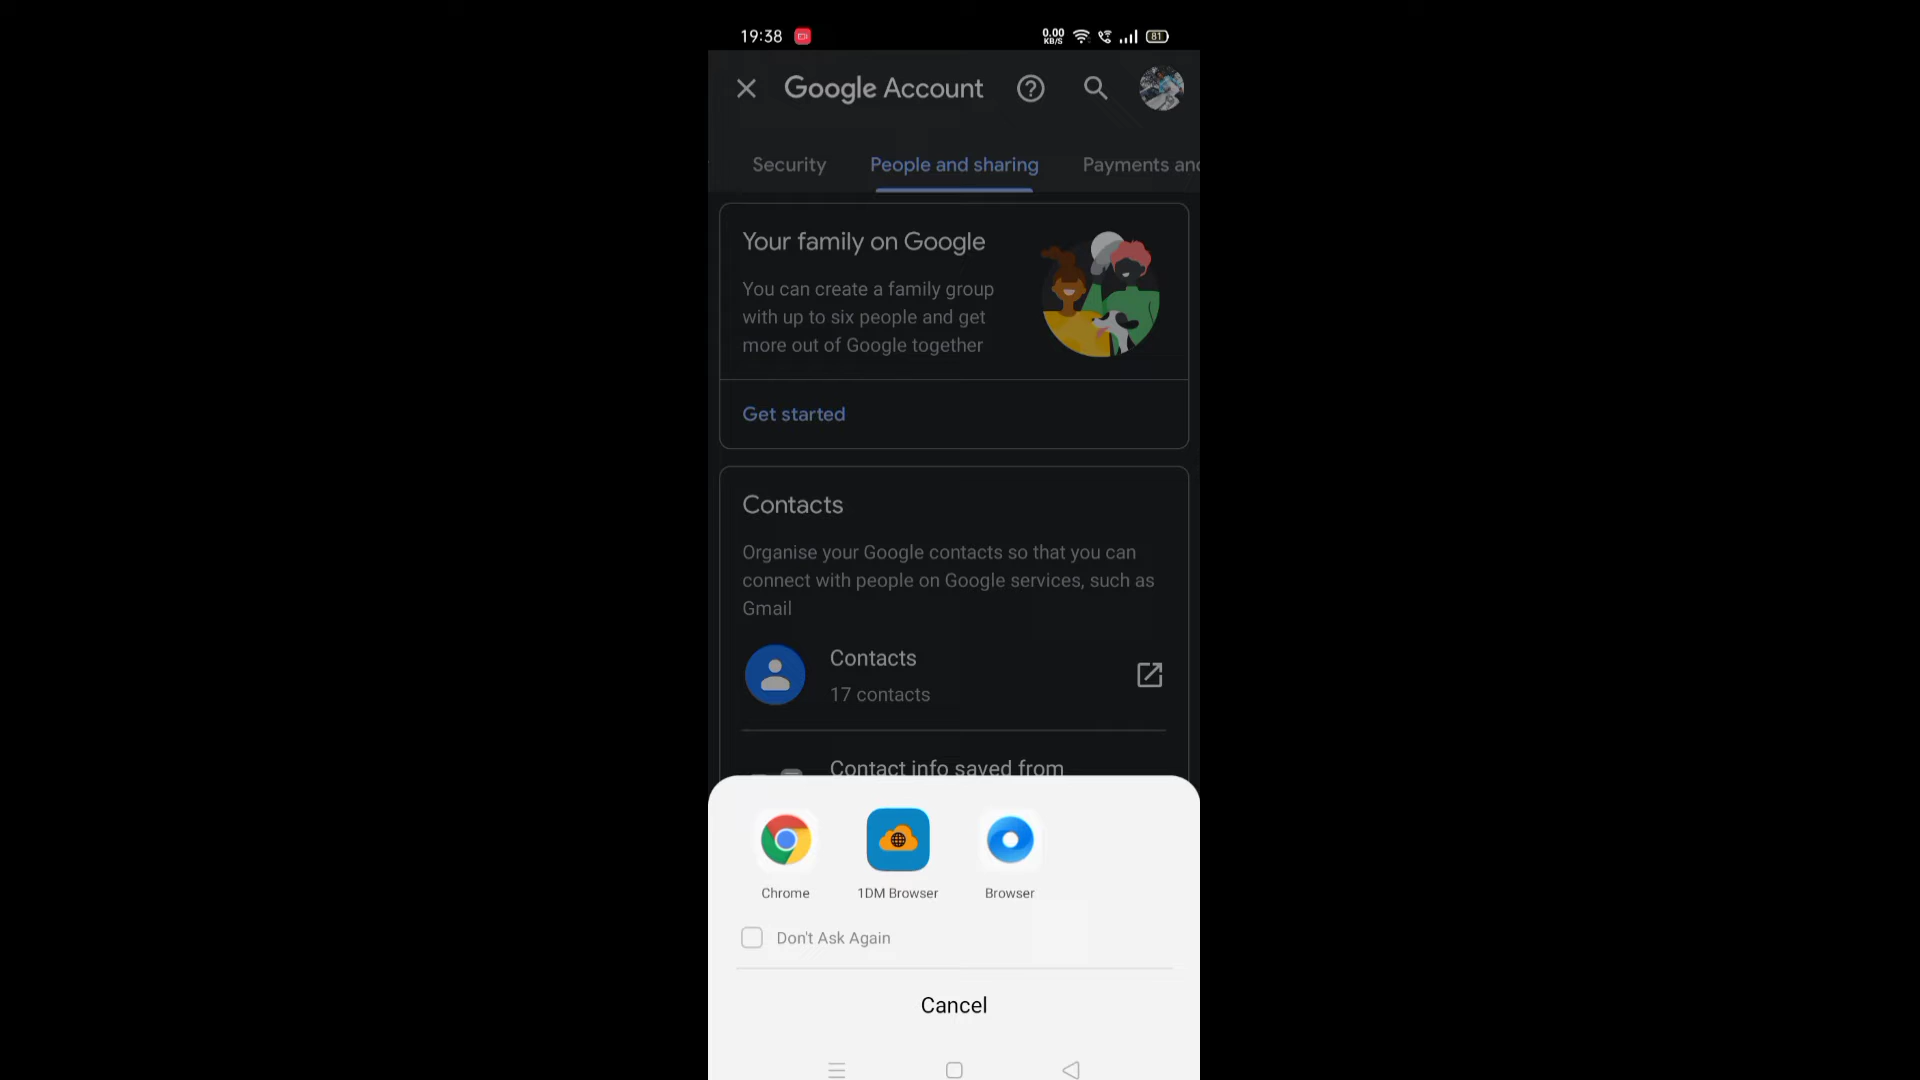 19:38
0.00
KB/S
81
Google Account
Security
People and sharing
Payments and
Your family on Google
You can create a family group
with up to six people and get
more out of Google together
Get started
Contacts
Organise your Google contacts so that you can
connect with people on Google services, such as
Gmail
Contacts
17 contacts
Contact info saved from
Chrome
1DM Browser
Browser
Don't Ask Again
Cancel